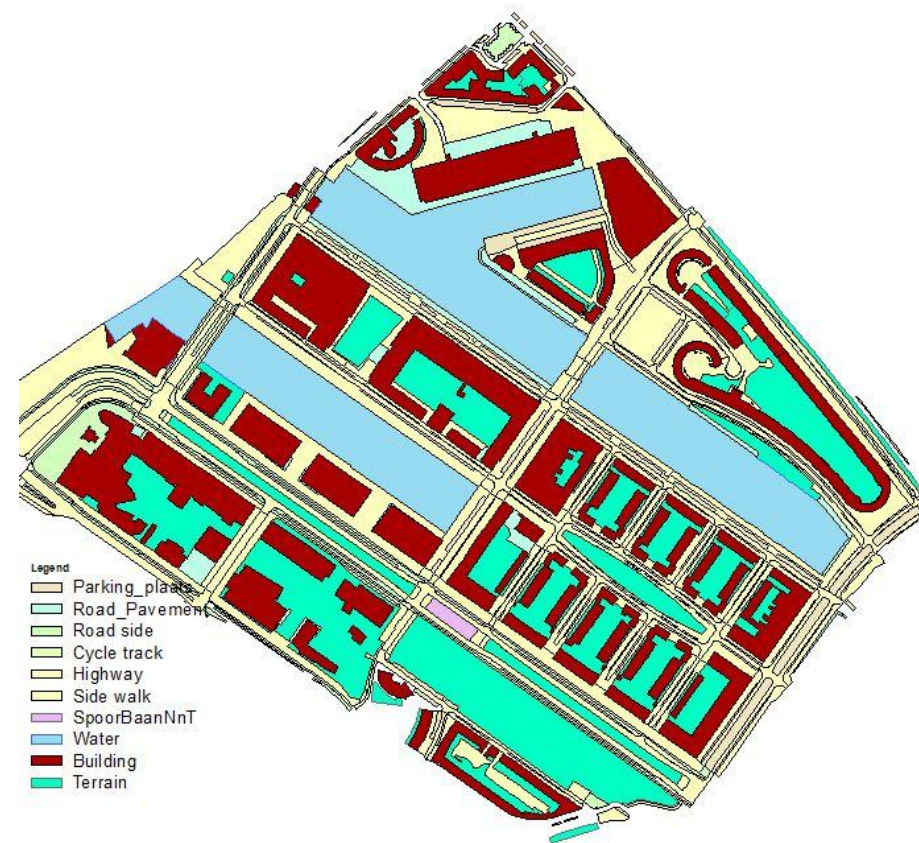 Legend
Parking_plaats
Road_Pavement
Road side
Cycle track
Highway
Side walk
SpoorBaanNnT
Water
Building
Terrain